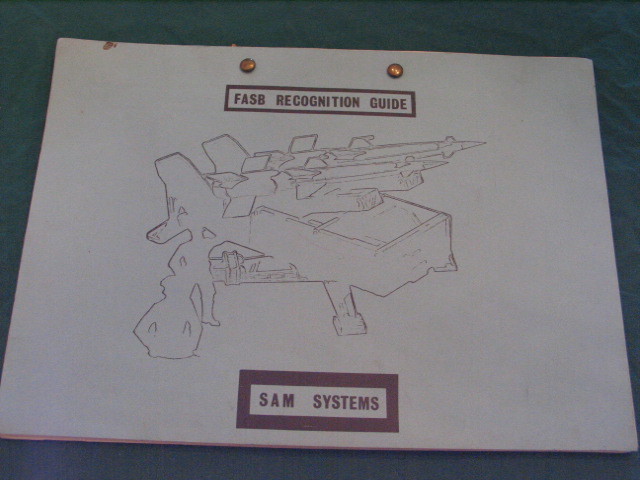 FASB RECOGNITION GUIDE
SAM SYSTEMS